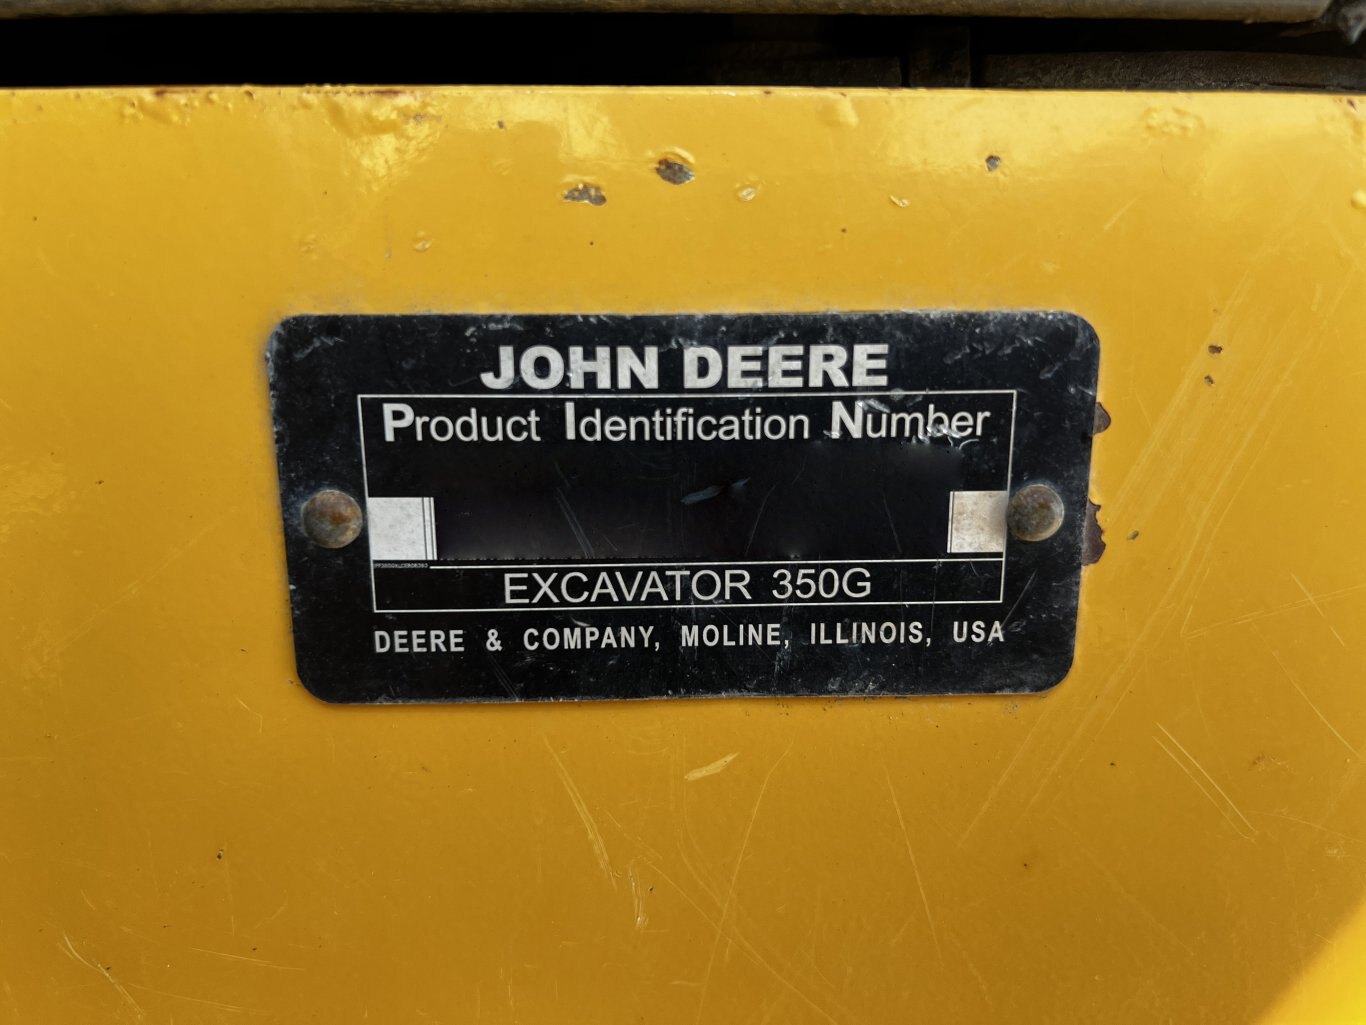 JOHN DEERE
Product Identification Number
EXCAVATOR 350G
DEERE & COMPANY, MOLINE, ILLINOIS, USA